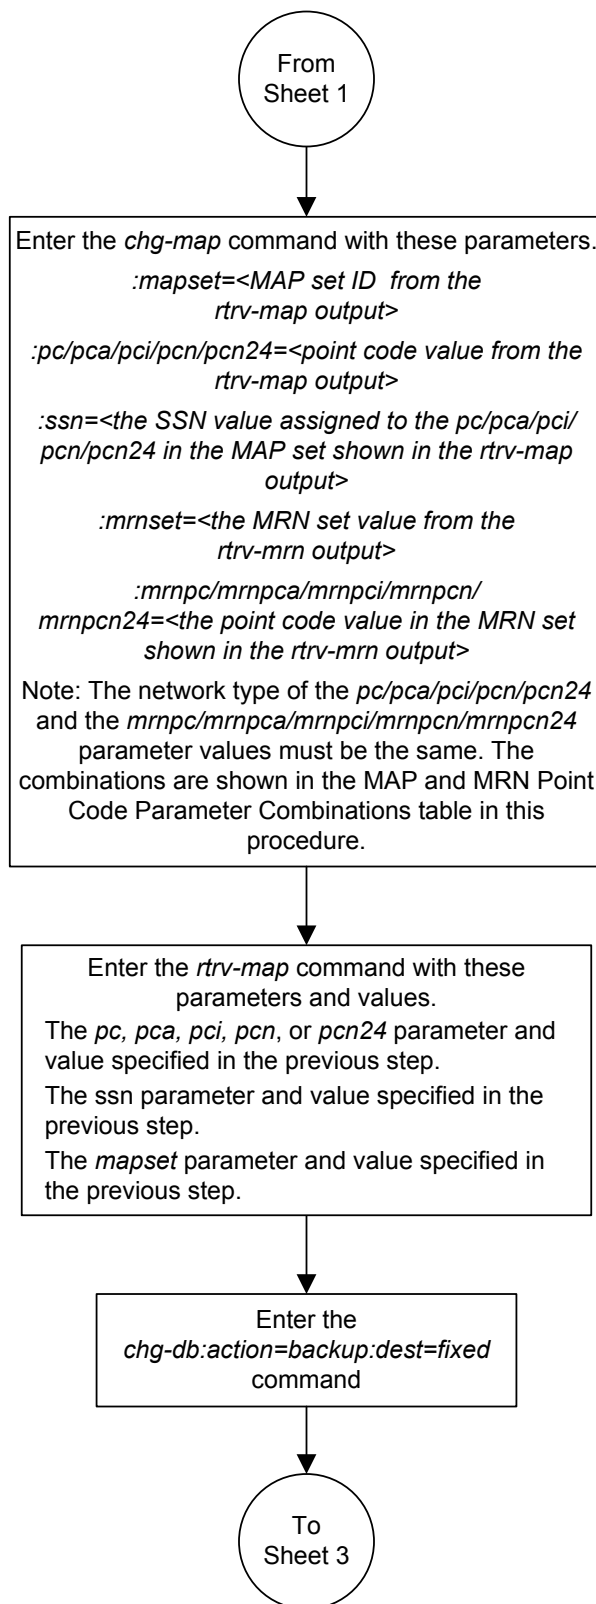 From
Sheet 1
Enter the chg-map command with these parameters.
:mapset=<MAP set ID  from the
rtrv-map output>
:pc/pca/pci/pcn/pcn24=<point code value from the
rtrv-map output>
:ssn=<the SSN value assigned to the pc/pca/pci/
pcn/pcn24 in the MAP set shown in the rtrv-map
output>
:mrnset=<the MRN set value from the
rtrv-mrn output>
:mrnpc/mrnpca/mrnpci/mrnpcn/
mrnpcn24=<the point code value in the MRN set
shown in the rtrv-mrn output>
Note: The network type of the pc/pca/pci/pcn/pcn24
and the mrnpc/mrnpca/mrnpci/mrnpcn/mrnpcn24
parameter values must be the same. The
combinations are shown in the MAP and MRN Point
Code Parameter Combinations table in this
procedure.
Enter the rtrv-map command with these
parameters and values.
The pc, pca, pci, pcn, or pcn24 parameter and
value specified in the previous step.
The ssn parameter and value specified in the
previous step.
The mapset parameter and value specified in
the previous step.
Enter the
chg-db:action=backup:dest=fixed
command
To
Sheet 3